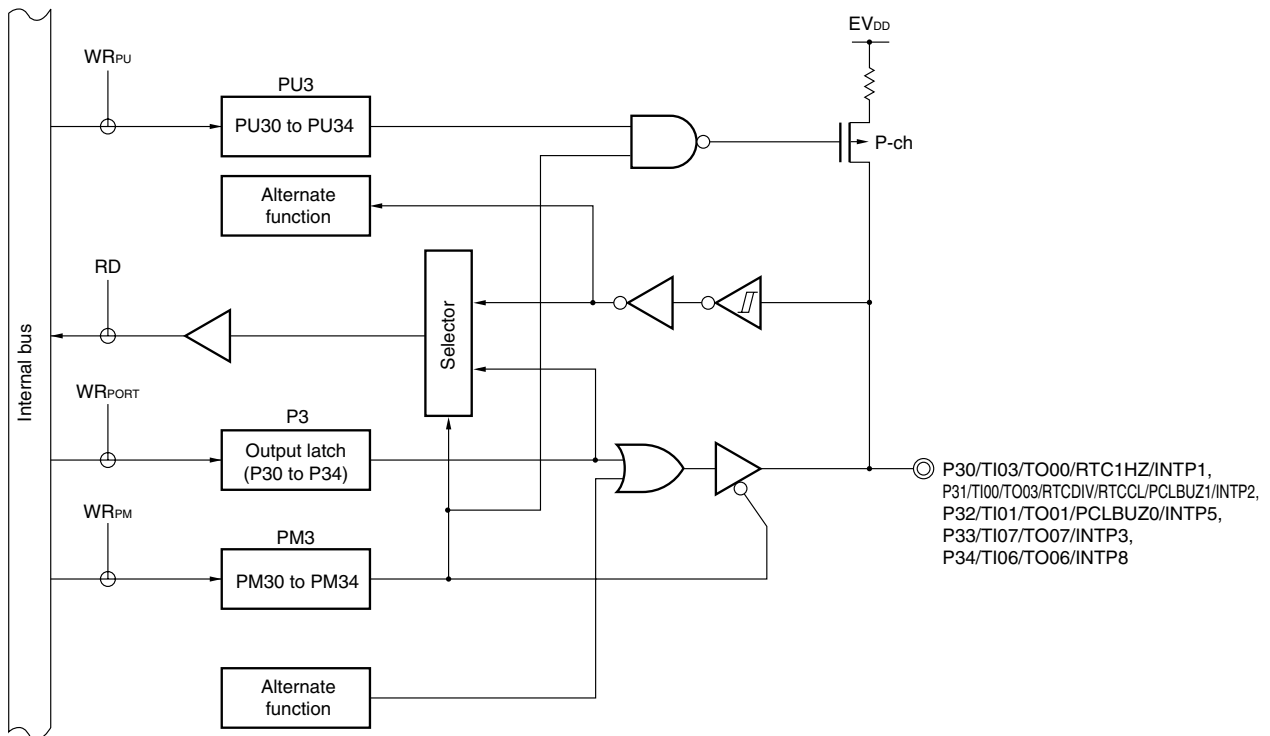 EVDD
WRPU
PU3
PU30 to PU34
P-ch
Alternate
function
RD
Selector
Internal bus
WRPORT
P3
Output latch
(P30 to P34)
P30/TI03/TO00/RTC1HZ/INTP1,
P31/TI00/TO03/RTCDIV/RTCCL/PCLBUZ1/INTP2,
P32/TI01/TO01/PCLBUZ0/INTP5,
P33/TI07/TO07/INTP3,
P34/TI06/TO06/INTP8
WRPM
PM3
PM30 to PM34
Alternate
function